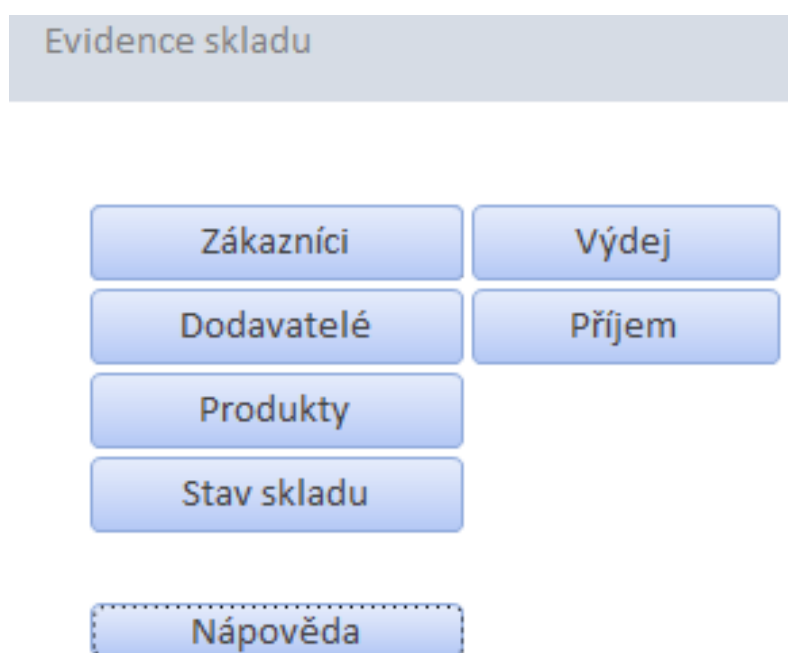 Evidence skladu
Zákazníci Výdej
Dodavatelé Příjem
Produkty
Stav skladu
Nápověda